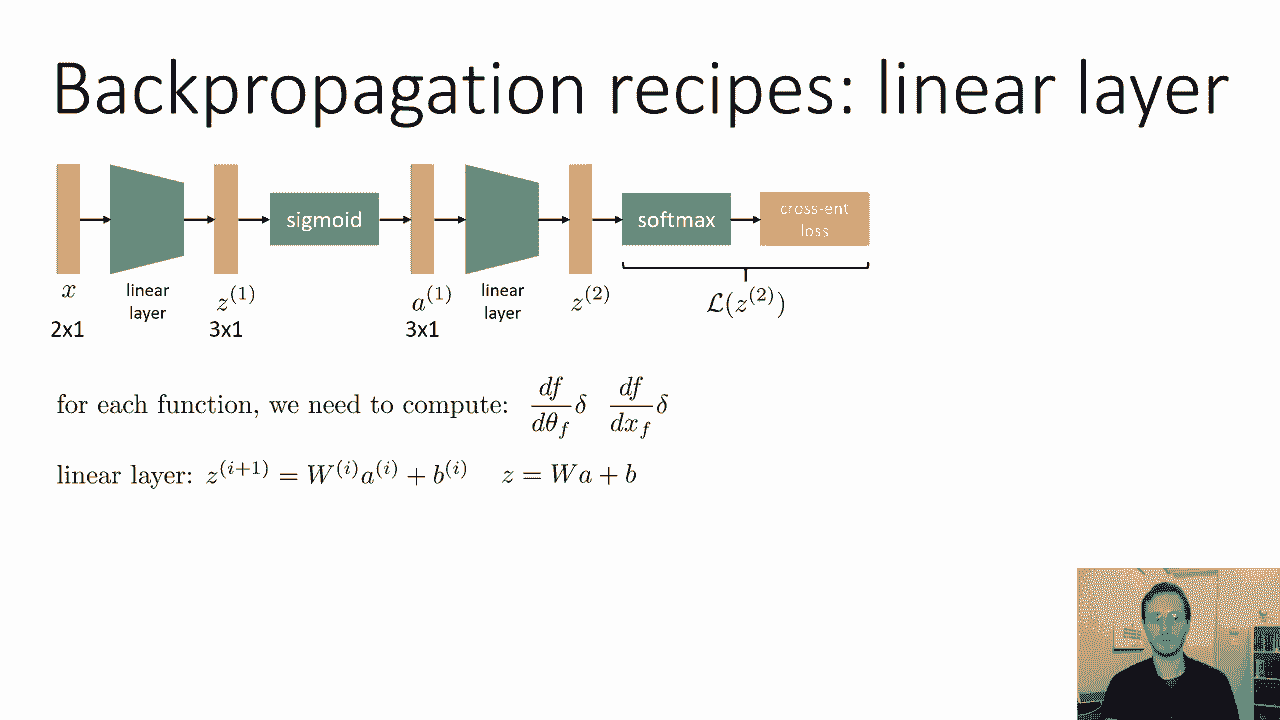 Backpropagation recipes: linear layer
sigmoid
softmax
cross-ent
loss
x
linear
layer
z^{(1)}
a^{(1)}
linear
layer
z^{(2)}
\mathcal{L}(z^{(2)})
2x1
3x1
3x1
for each function, we need to compute: \frac{df}{d\theta_f}\delta \frac{df}{dx_f}\delta
linear layer: z^{(i+1)} = W^{(i)}a^{(i)} + b^{(i)} z = Wa + b